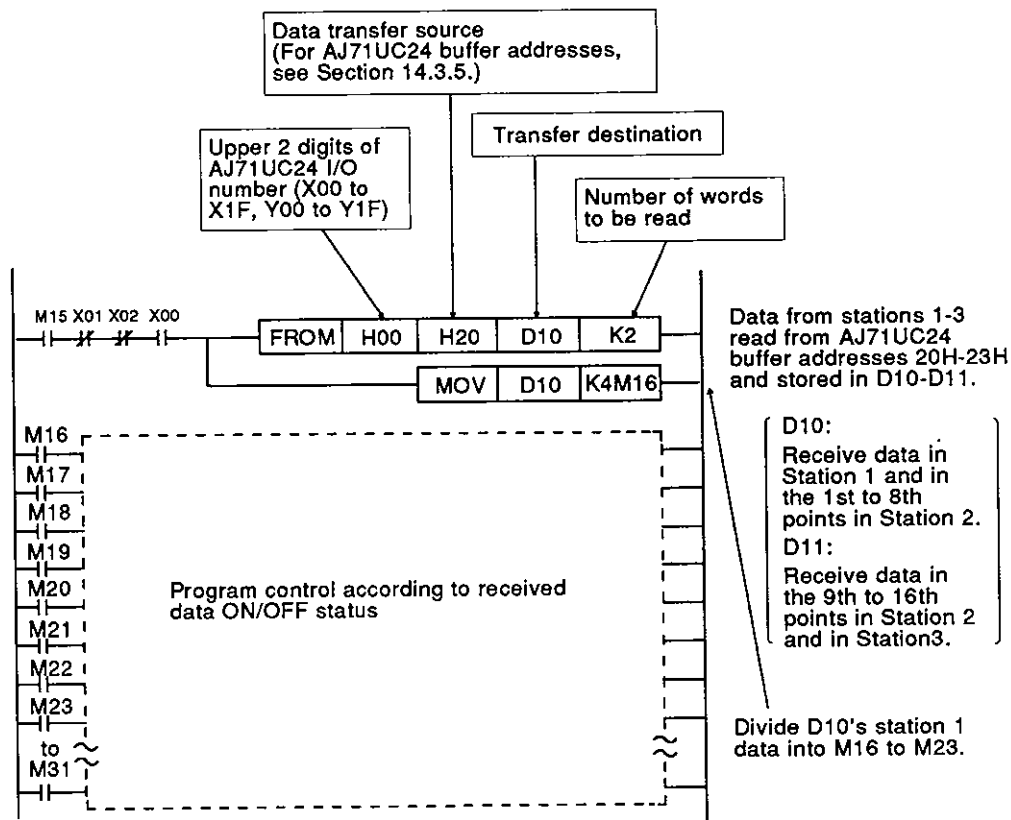 Data transfer source
(For AJ71UC24 buffer addresses,
see Section 14.3.5.)
Transfer destination
Upper 2 digits of
AJ71UC24 I/O
number (X00 to
X1F, Y00 to Y1F)
Number of words
to be read
M15 X01 X02 X00
FROM H00 H20 D10 K2
MOV D10 K4M16
Data from stations 1-3
read from AJ71UC24
buffer addresses 20H-23H
and stored in D10-D11.
D10:
Receive data in
Station 1 and in
the 1st to 8th
points in Station 2.
D11:
Receive data in
the 9th to 16th
points in Station 2
and in Station3.
Divide D10's station 1
data into M16 to M23.
M16
M17
M18
M19
M20
M21
M22
M23
to
M31
Program control according to received
data ON/OFF status